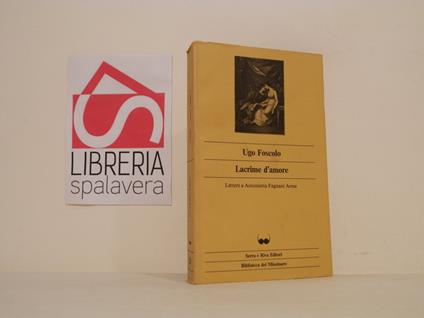 LIBRERIA
spalavera
Ugo Foscolo
Lacrime d'amore
Lettere a Antonietta Fagnani Arese
Serra e Riva Editori
Biblioteca del Minotauro